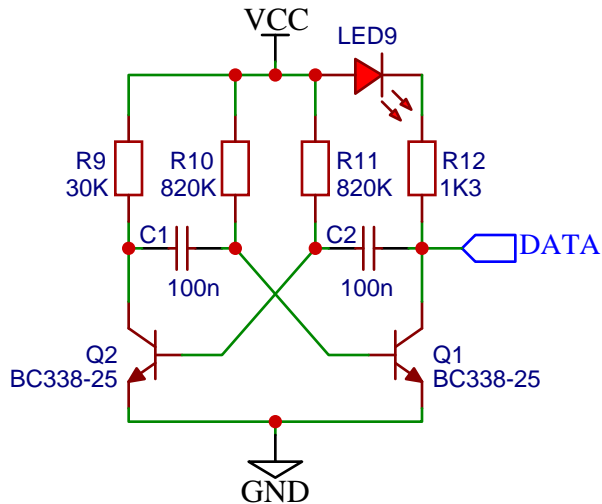 VCC
LED9
R9
30K
R10
820K
R11
820K
R12
1K3
C1
100n
C2
100n
DATA
Q2
BC338-25
Q1
BC338-25
GND